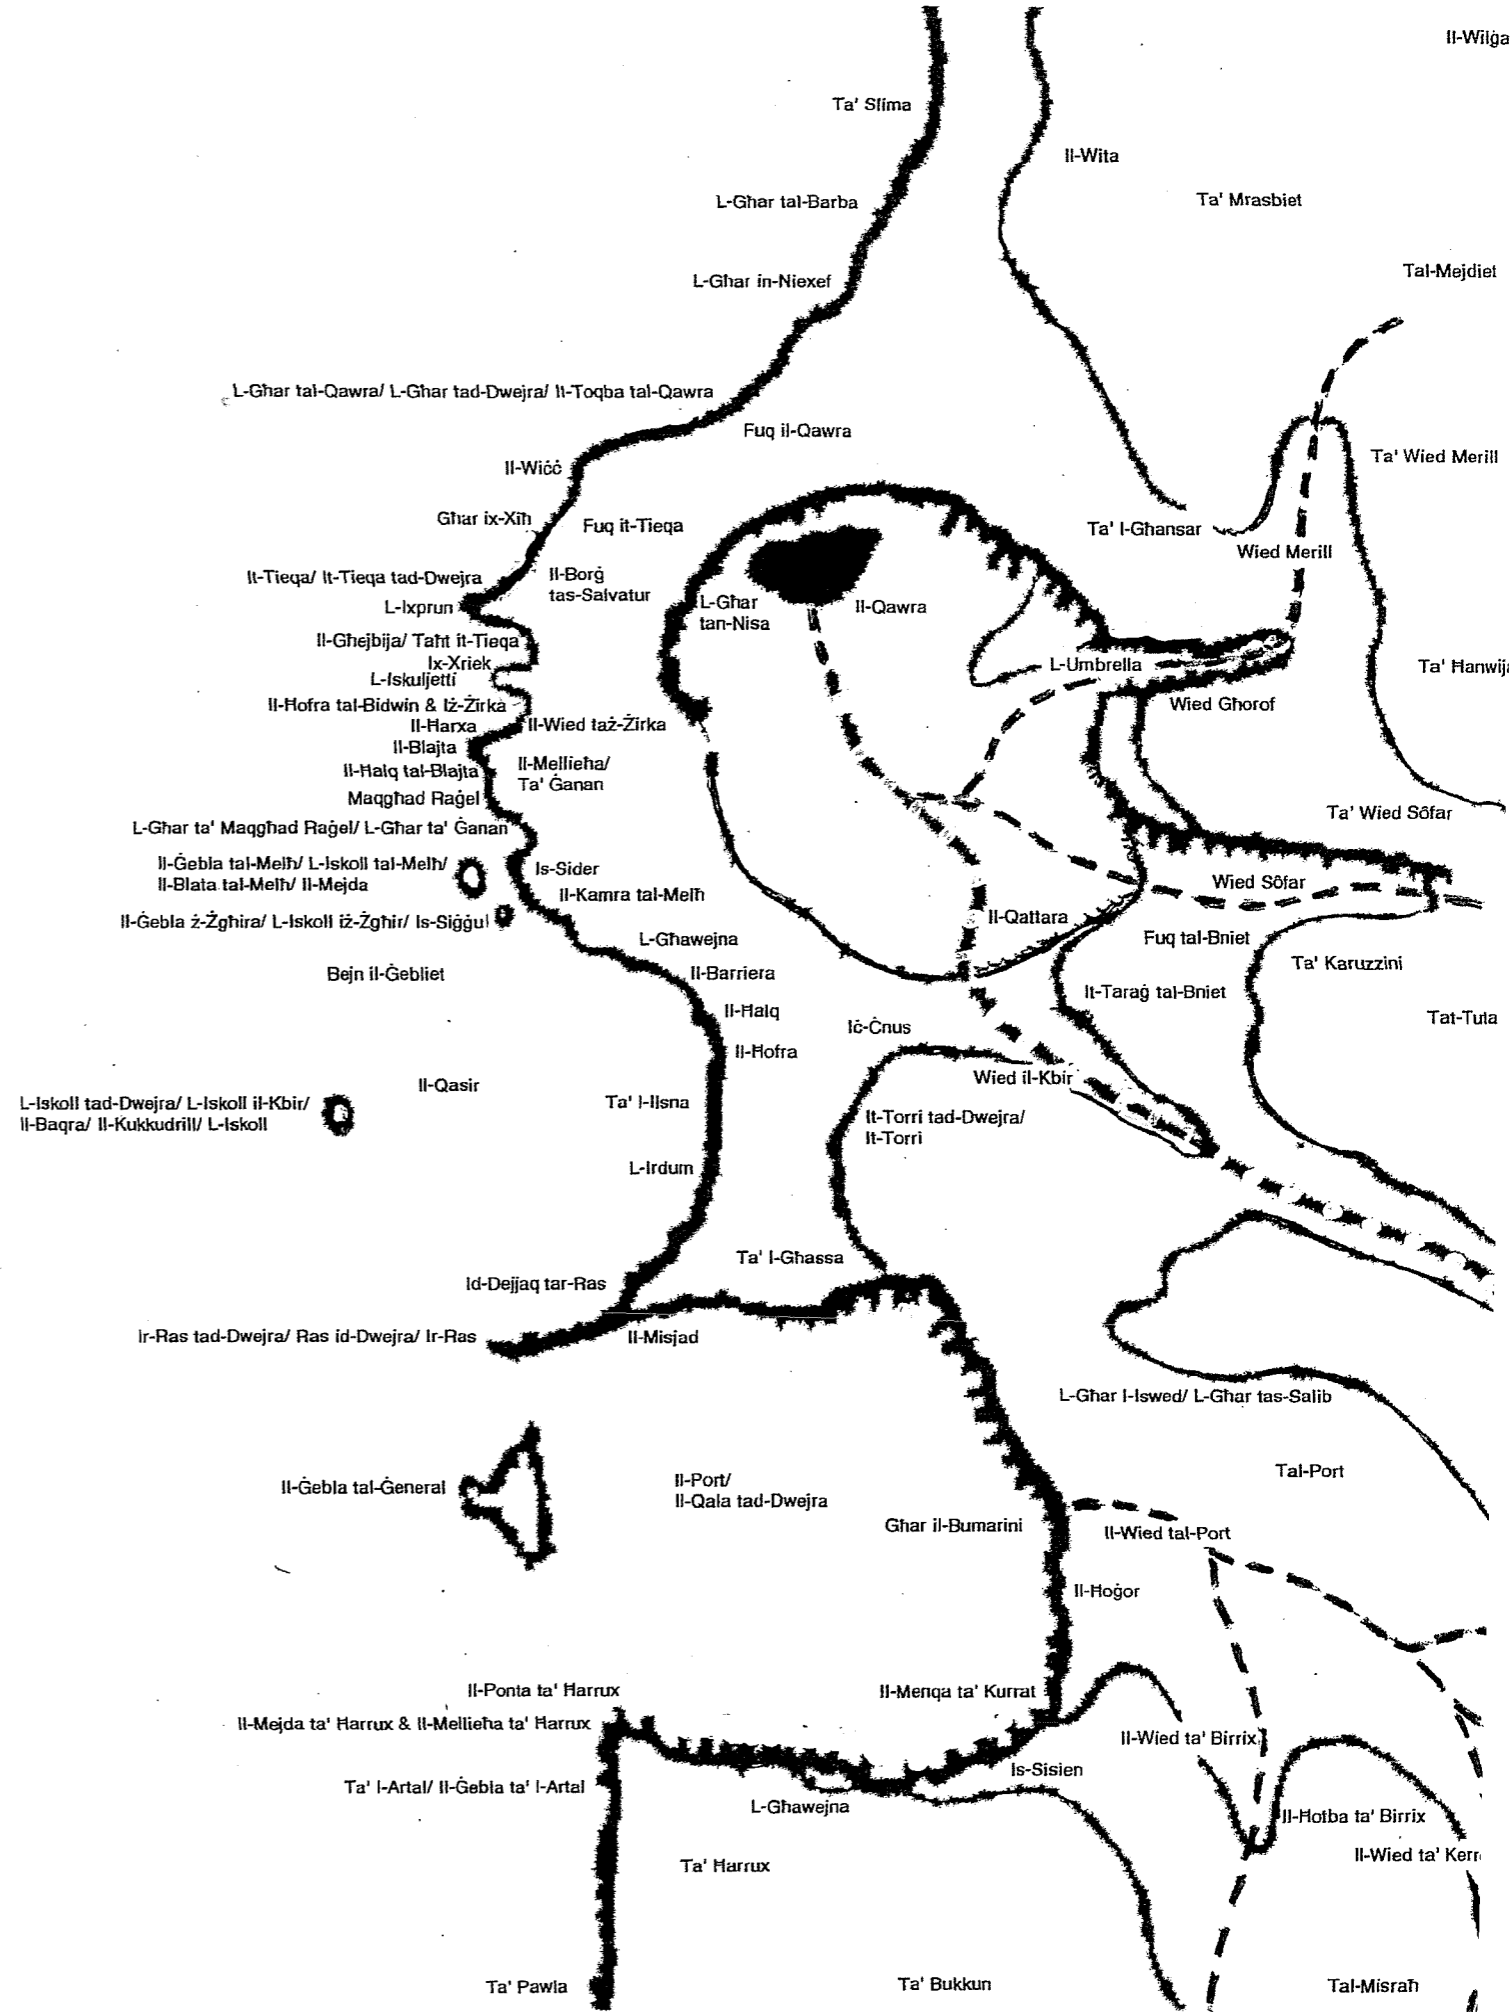 Il-Wilġa
Ta' Slima
Il-Wita
L-Għar tal-Barba
Ta' Mrasbiet
Tal-Mejdiet
L-Għar in-Niexef
L-Għar tal-Qawra/ L-Għar tad-Dwejra/ It-Toqba tal-Qawra
Fuq il-Qawra
Il-Wiċċ
Ta' Wied Merill
Għar ix-Xiħ
Fuq it-Tieqa
Ta' l-Għansar
Wied Merill
It-Tieqa/ It-Tieqa tad-Dwejra
Il-Borġ
tas-Salvatur
L-Ixprun
L-Għar
tan-Nisa
Il-Qawra
Il-Għejbija/ Taħt it-Tieqa
Ix-Xriek
L-Iskuljetti
L-Umbrella
Ta' Ħanwij
Il-Ħofra tal-Bidwin & Iż-Żirka
Wied Għorof
Il-Ħarxa
Il-Wied taż-Żirka
Il-Blajta
Il-Ħalq tal-Blajta
Il-Mellieħa/
Ta' Ġanan
Maqgħad Raġel
Ta' Wied Sôfar
L-Għar ta' Maqgħad Raġel/ L-Għar ta' Ġanan
Il-Ġebla tal-Melħ/ L-Iskoll tal-Melħ/
Il-Blata tal-Melħ/ Il-Mejda
Is-Sider
Wied Sôfar
Il-Kamra tal-Melħ
Il-Ġebla ż-Żgħira/ L-Iskoll iż-Żgħir/ Is-Siġġul
Il-Qattara
L-Għawejna
Fuq tal-Bniet
Bejn il-Ġebliet
Il-Barriera
Ta' Karuzzini
It-Taraġ tal-Bniet
Il-Ħalq
Tat-Tuta
Iċ-Ċnus
Il-Ħofra
Il-Qasir
Wied il-Kbir
L-Iskoll tad-Dwejra/ L-Iskoll il-Kbir/
Il-Baqra/ Il-Kukkudrill/ L-Iskoll
Ta' l-Ilsna
It-Torri tad-Dwejra/
It-Torri
L-Irdum
Ta' l-Għassa
Id-Dejjaq tar-Ras
Ir-Ras tad-Dwejra/ Ras id-Dwejra/ Ir-Ras
Il-Misjad
L-Għar l-Iswed/ L-Għar tas-Salib
Tal-Port
Il-Ġebla tal-Ġeneral
Il-Port/
Il-Qala tad-Dwejra
Għar il-Bumarini
Il-Wied tal-Port
Il-Ħoġor
Il-Ponta ta' Ħarrux
Il-Menqa ta' Kurrat
Il-Mejda ta' Ħarrux & Il-Mellieħa ta' Ħarrux
Il-Wied ta' Birrix
Is-Sisien
Ta' l-Artal/ Il-Ġebla ta' l-Artal
L-Għawejna
Il-Ħotba ta' Birrix
Il-Wied ta' Kerr
Ta' Ħarrux
Ta' Pawla
Ta' Bukkun
Tal-Misraħ